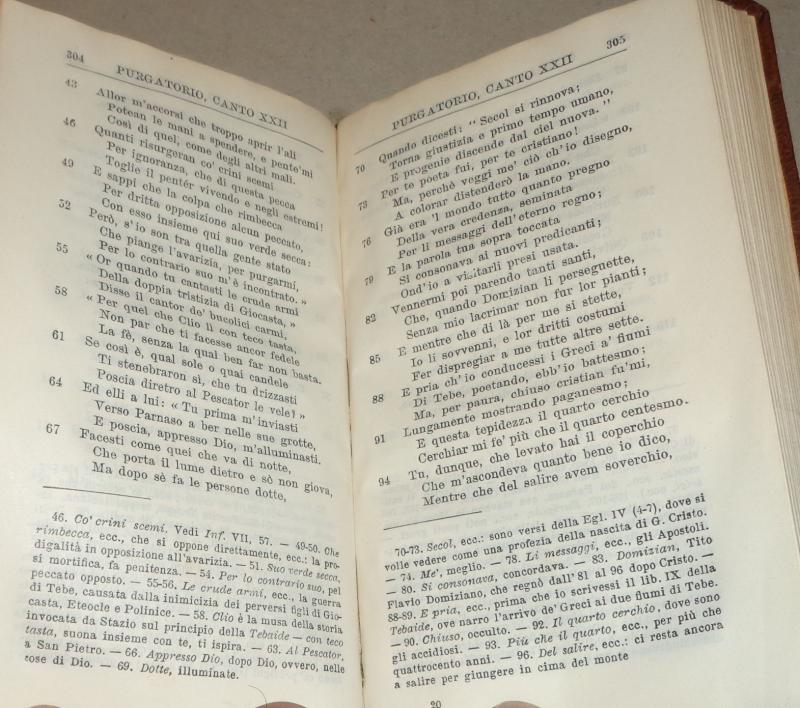 304
PURGATORIO, CANTO XXII
43 Allor m'accorsi che troppo aprir l'ali
Potean le mani a spendere, e pente'mi
Così di quel, come degli altri mali.
46 Quanti risurgeran co' crini scemi
Per ignoranza, che di questa pecca
Toglie il pentér vivendo e negli estremi!
49 E sappi che la colpa che rimbecca
Per dritta opposizione alcun peccato,
Con esso insieme qui suo verde secca:
52 Però, s'io son tra quella gente stato
Che piange l'avarizia, per purgarmi,
Per lo contrario suo m'è incontrato. »
55 « Or quando tu cantasti le crude armi
Della doppia tristizia di Giocasta, »
Disse il cantor de' bucolici carmi,
58 « Per quel che Clio lì con teco tasta,
Non par che ti facesse ancor fedele
La fè, senza la qual ben far non basta.
61 Se così è, qual sole o quai candele
Ti stenebraron sì, che tu drizzasti
Poscia diretro al Pescator le vele? »
64 Ed elli a lui: « Tu prima m'inviasti
Verso Parnaso a ber nelle sue grotte,
E poscia, appresso Dio, m'alluminasti.
67 Facesti come quei che va di notte,
Che porta il lume dietro e sò non giova,
Ma dopo sè fa le persone dotte,
46. Co' crini scemi. Vedi Inf. VII, 57. — 49-50. Che
rimbecca, ecc., che si oppone direttamente, ecc.: la pro-
digalità in opposizione all'avarizia. — 51. Suo verde secca,
si mortifica, fa penitenza. — 54. Per lo contrario suo, pel
peccato opposto. — 55-56. Le crude armi, ecc., la guerra
di Tebe, causata dalla inimicizia dei perversi figli di Gio-
casta, Eteocle e Polinice. — 58. Clio è la musa della storia
invocata da Stazio sul principio della Tebaide — con teco
tasta, suona insieme con te, ti ispira. — 63. Al Pescator,
a San Pietro. — 66. Appresso Dio, dopo Dio, ovvero, nelle
cose di Dio. — 69. Dotte, illuminate.
305
PURGATORIO, CANTO XXII
70 Quando dicesti: " Secol si rinnova;
Torna giustizia e primo tempo umano,
E progenie discende dal ciel nuova. "
73 Per te poeta fui, per te cristiano!
Ma, perchè veggi me' ciò ch'io disegno,
A colorar distenderò la mano.
76 Già era 'l mondo tutto quanto pregno
Della vera credenza, seminata
Per li messaggi dell'eterno regno;
79 E la parola tua sopra toccata
Si consonava ai nuovi predicanti;
Ond'io a visitarli presi usata.
82 Vennermi poi parendo tanti santi,
Che, quando Domizian li perseguette,
Senza mio lacrimar non fur lor pianti;
85 E mentre che di là per me si stette,
Io li sovvenni, e lor dritti costumi
Fer dispregiar a me tutte altre sette.
88 E pria ch'io conducessi i Greci a' fiumi
Di Tebe, poetando, ebb'io battesmo;
Ma, per paura, chiuso cristian fu'mi,
91 Lungamente mostrando paganesmo;
E questa tepidezza il quarto cerchio
Cerchiar mi fe' più che il quarto centesmo.
94 Tu, dunque, che levato hai il coperchio
Che m'ascondeva quanto bene io dico,
Mentre che del salire avem soverchio,
70-73. Secol, ecc.: sono versi della Egl. IV (4-7), dove si
volle vedere come una profezia della nascita di G. Cristo.
— 74. Me', meglio. — 78. Li messaggi, ecc., gli Apostoli.
— 80. Si consonava, concordava. — 83. Domizian, Tito
Flavio Domiziano, che regnò dall'81 al 96 dopo Cristo. —
88-89. E pria, ecc., prima che io scrivessi il lib. IX della
Tebaide, ove narro l'arrivo de' Greci ai due fiumi di Tebe.
— 90. Chiuso, occulto. — 92. Il quarto cerchio, dove sono
gli accidiosi. — 93. Più che il quarto, ecc., per più che
quattrocento anni. — 96. Del salire, ecc.: ci resta ancora
a salire per giungere in cima del monte
20